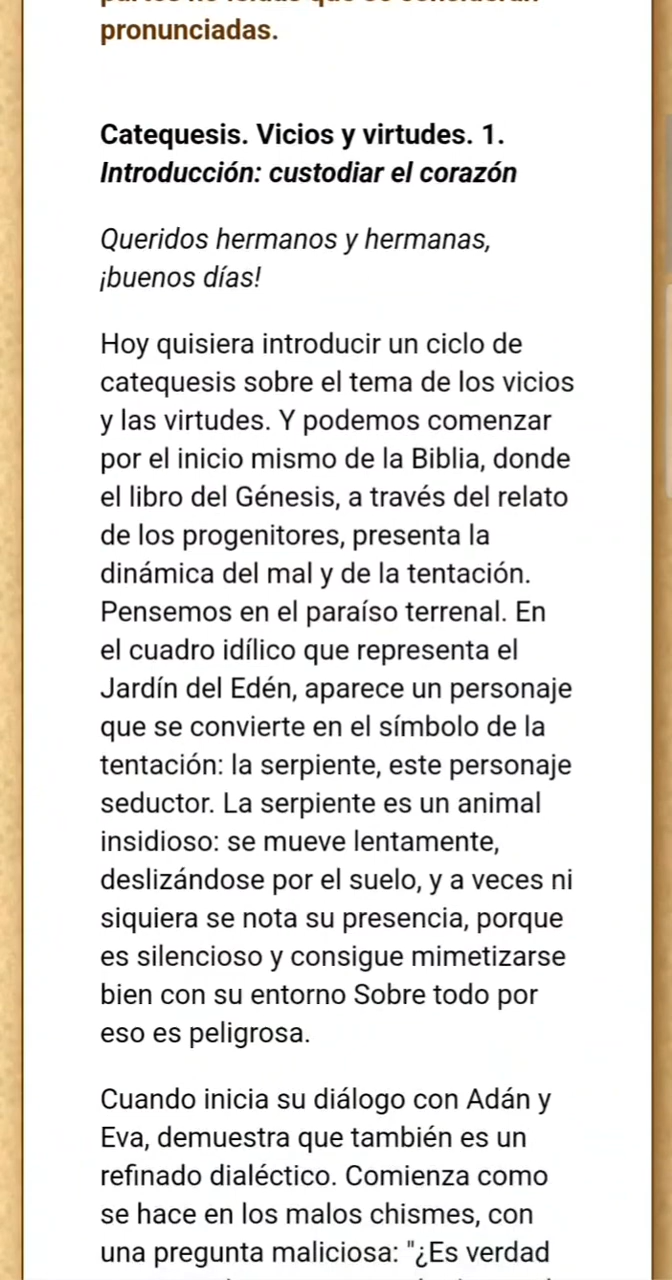 pronunciadas.
Catequesis. Vicios y virtudes. 1.
Introducción: custodiar el corazón
Queridos hermanos y hermanas,
¡buenos días!
Hoy quisiera introducir un ciclo de
catequesis sobre el tema de los vicios
y las virtudes. Y podemos comenzar
por el inicio mismo de la Biblia, donde
el libro del Génesis, a través del relato
de los progenitores, presenta la
dinámica del mal y de la tentación.
Pensemos en el paraíso terrenal. En
el cuadro idílico que representa el
Jardín del Edén, aparece un personaje
que se convierte en el símbolo de la
tentación: la serpiente, este personaje
seductor. La serpiente es un animal
insidioso: se mueve lentamente,
deslizándose por el suelo, y a veces ni
siquiera se nota su presencia, porque
es silencioso y consigue mimetizarse
bien con su entorno Sobre todo por
eso es peligrosa.
Cuando inicia su diálogo con Adán y
Eva, demuestra que también es un
refinado dialéctico. Comienza como
se hace en los malos chismes, con
una pregunta maliciosa: "¿Es verdad